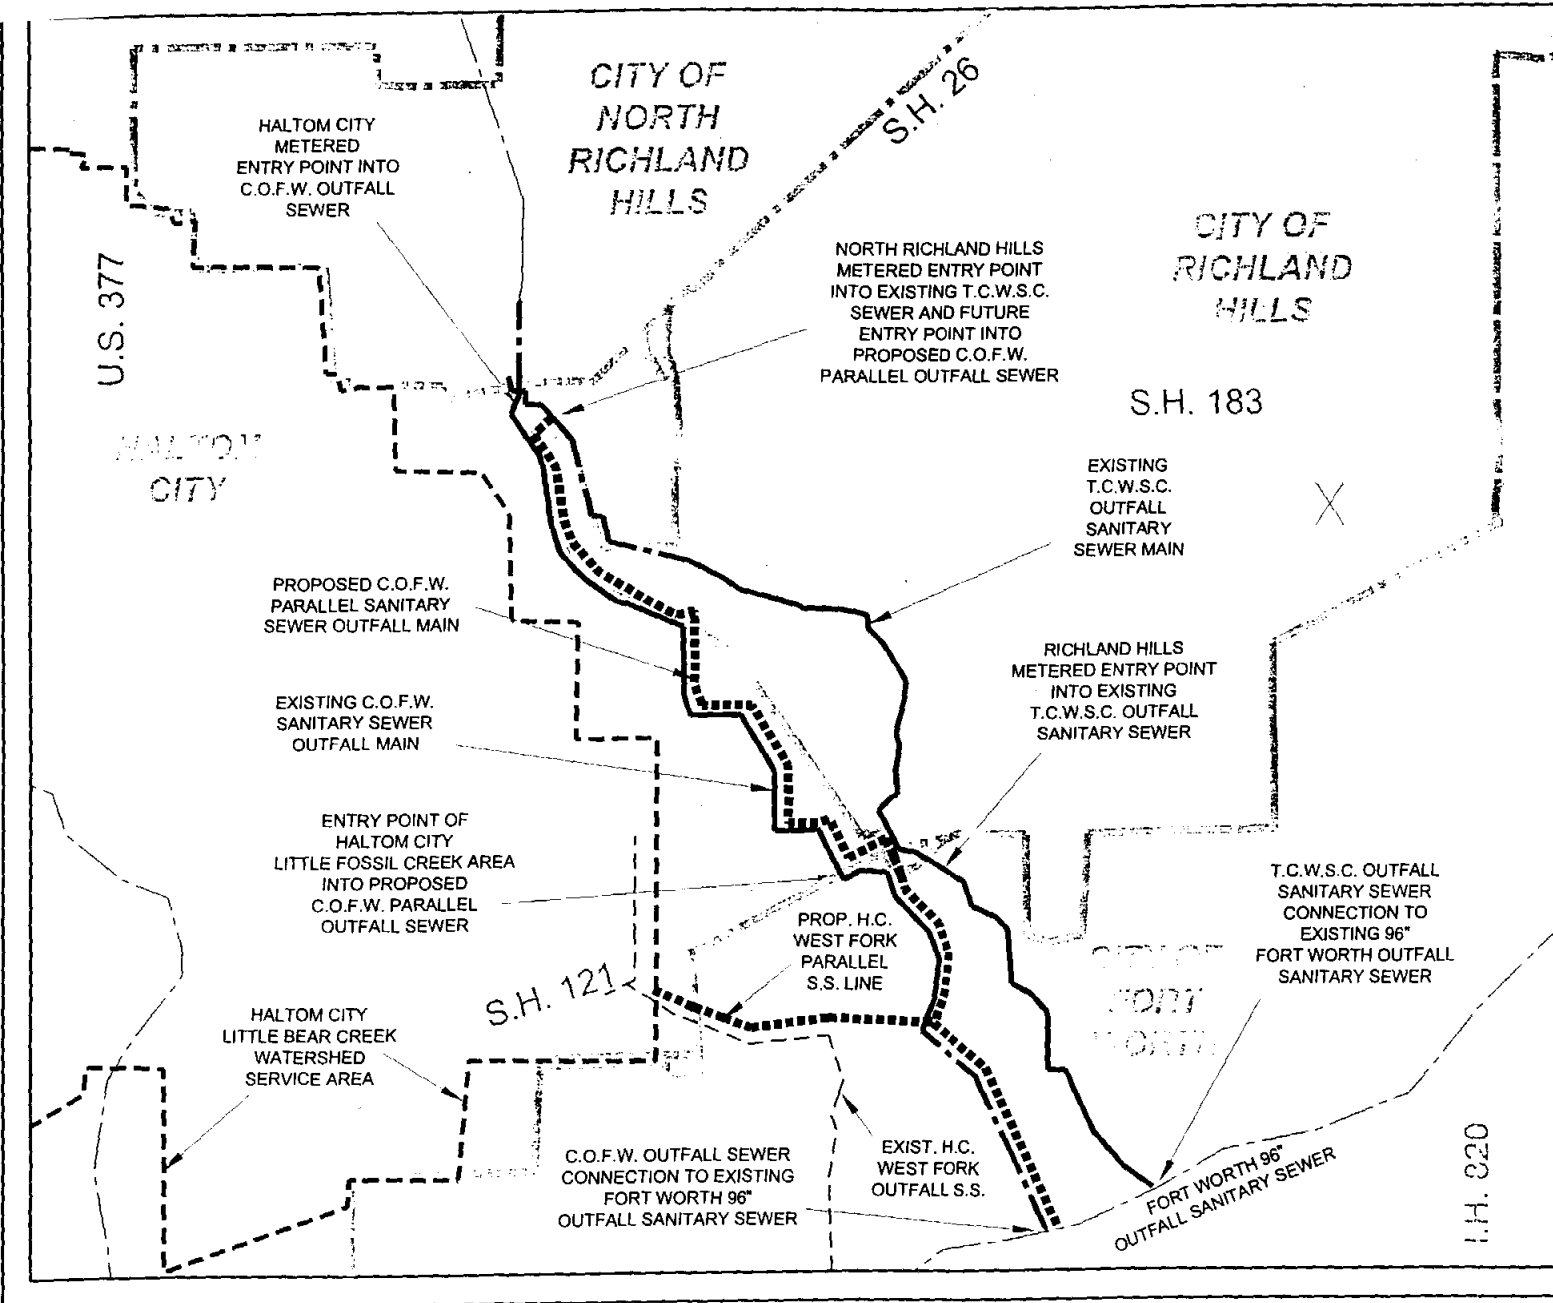 CITY OF
NORTH
RICHLAND
HILLS
S.H. 26
HALTOM CITY
METERED
ENTRY POINT INTO
C.O.F.W. OUTFALL
SEWER
CITY OF
RICHLAND
HILLS
NORTH RICHLAND HILLS
METERED ENTRY POINT
INTO EXISTING T.C.W.S.C.
SEWER AND FUTURE
ENTRY POINT INTO
PROPOSED C.O.F.W.
PARALLEL OUTFALL SEWER
U.S. 377
S.H. 183
HALTOM
CITY
EXISTING
T.C.W.S.C.
OUTFALL
SANITARY
SEWER MAIN
PROPOSED C.O.F.W.
PARALLEL SANITARY
SEWER OUTFALL MAIN
RICHLAND HILLS
METERED ENTRY POINT
INTO EXISTING
T.C.W.S.C. OUTFALL
SANITARY SEWER
EXISTING C.O.F.W.
SANITARY SEWER
OUTFALL MAIN
ENTRY POINT OF
HALTOM CITY
LITTLE FOSSIL CREEK AREA
INTO PROPOSED
C.O.F.W. PARALLEL
OUTFALL SEWER
T.C.W.S.C. OUTFALL
SANITARY SEWER
CONNECTION TO
EXISTING 96"
FORT WORTH OUTFALL
SANITARY SEWER
PROP. H.C.
WEST FORK
PARALLEL
S.S. LINE
CITY OF
FORT
WORTH
S.H. 121
HALTOM CITY
LITTLE BEAR CREEK
WATERSHED
SERVICE AREA
C.O.F.W. OUTFALL SEWER
CONNECTION TO EXISTING
FORT WORTH 96"
OUTFALL SANITARY SEWER
EXIST. H.C.
WEST FORK
OUTFALL S.S.
FORT WORTH 96"
OUTFALL SANITARY SEWER
I.H. 820